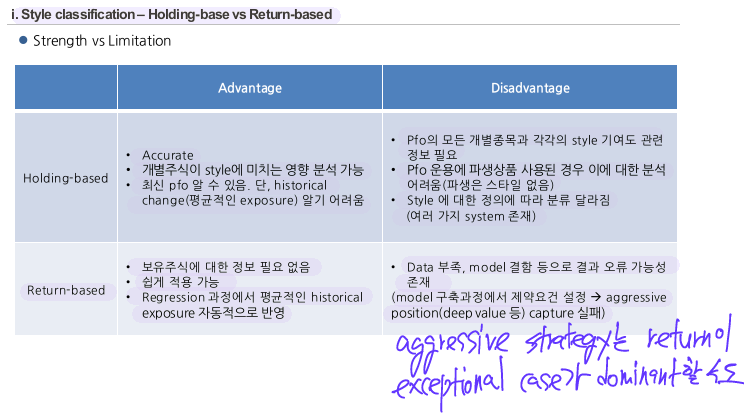 i. Style classification – Holding-base vs Return-based
● Strength vs Limitation
Advantage
Disadvantage
Holding-based
• Accurate
• 개별주식이 style에 미치는 영향 분석 가능
• 최신 pfo 알 수 있음. 단, historical
change(평균적인 exposure) 알기 어려움
• Pfo의 모든 개별종목과 각각의 style 기여도 관련
정보 필요
• Pfo 운용에 파생상품 사용된 경우 이에 대한 분석
어려움(파생은 스타일 없음)
• Style 에 대한 정의에 따라 분류 달라짐
(여러 가지 system 존재)
Return-based
• 보유주식에 대한 정보 필요 없음
• 쉽게 적용 가능
• Regression 과정에서 평균적인 historical
exposure 자동적으로 반영
• Data 부족, model 결함 등으로 결과 오류 가능성
존재
(model 구축과정에서 제약요건 설정 → aggressive
position(deep value 등) capture 실패)
aggressive strategy는 return이
exceptional case가 dominant할 수도